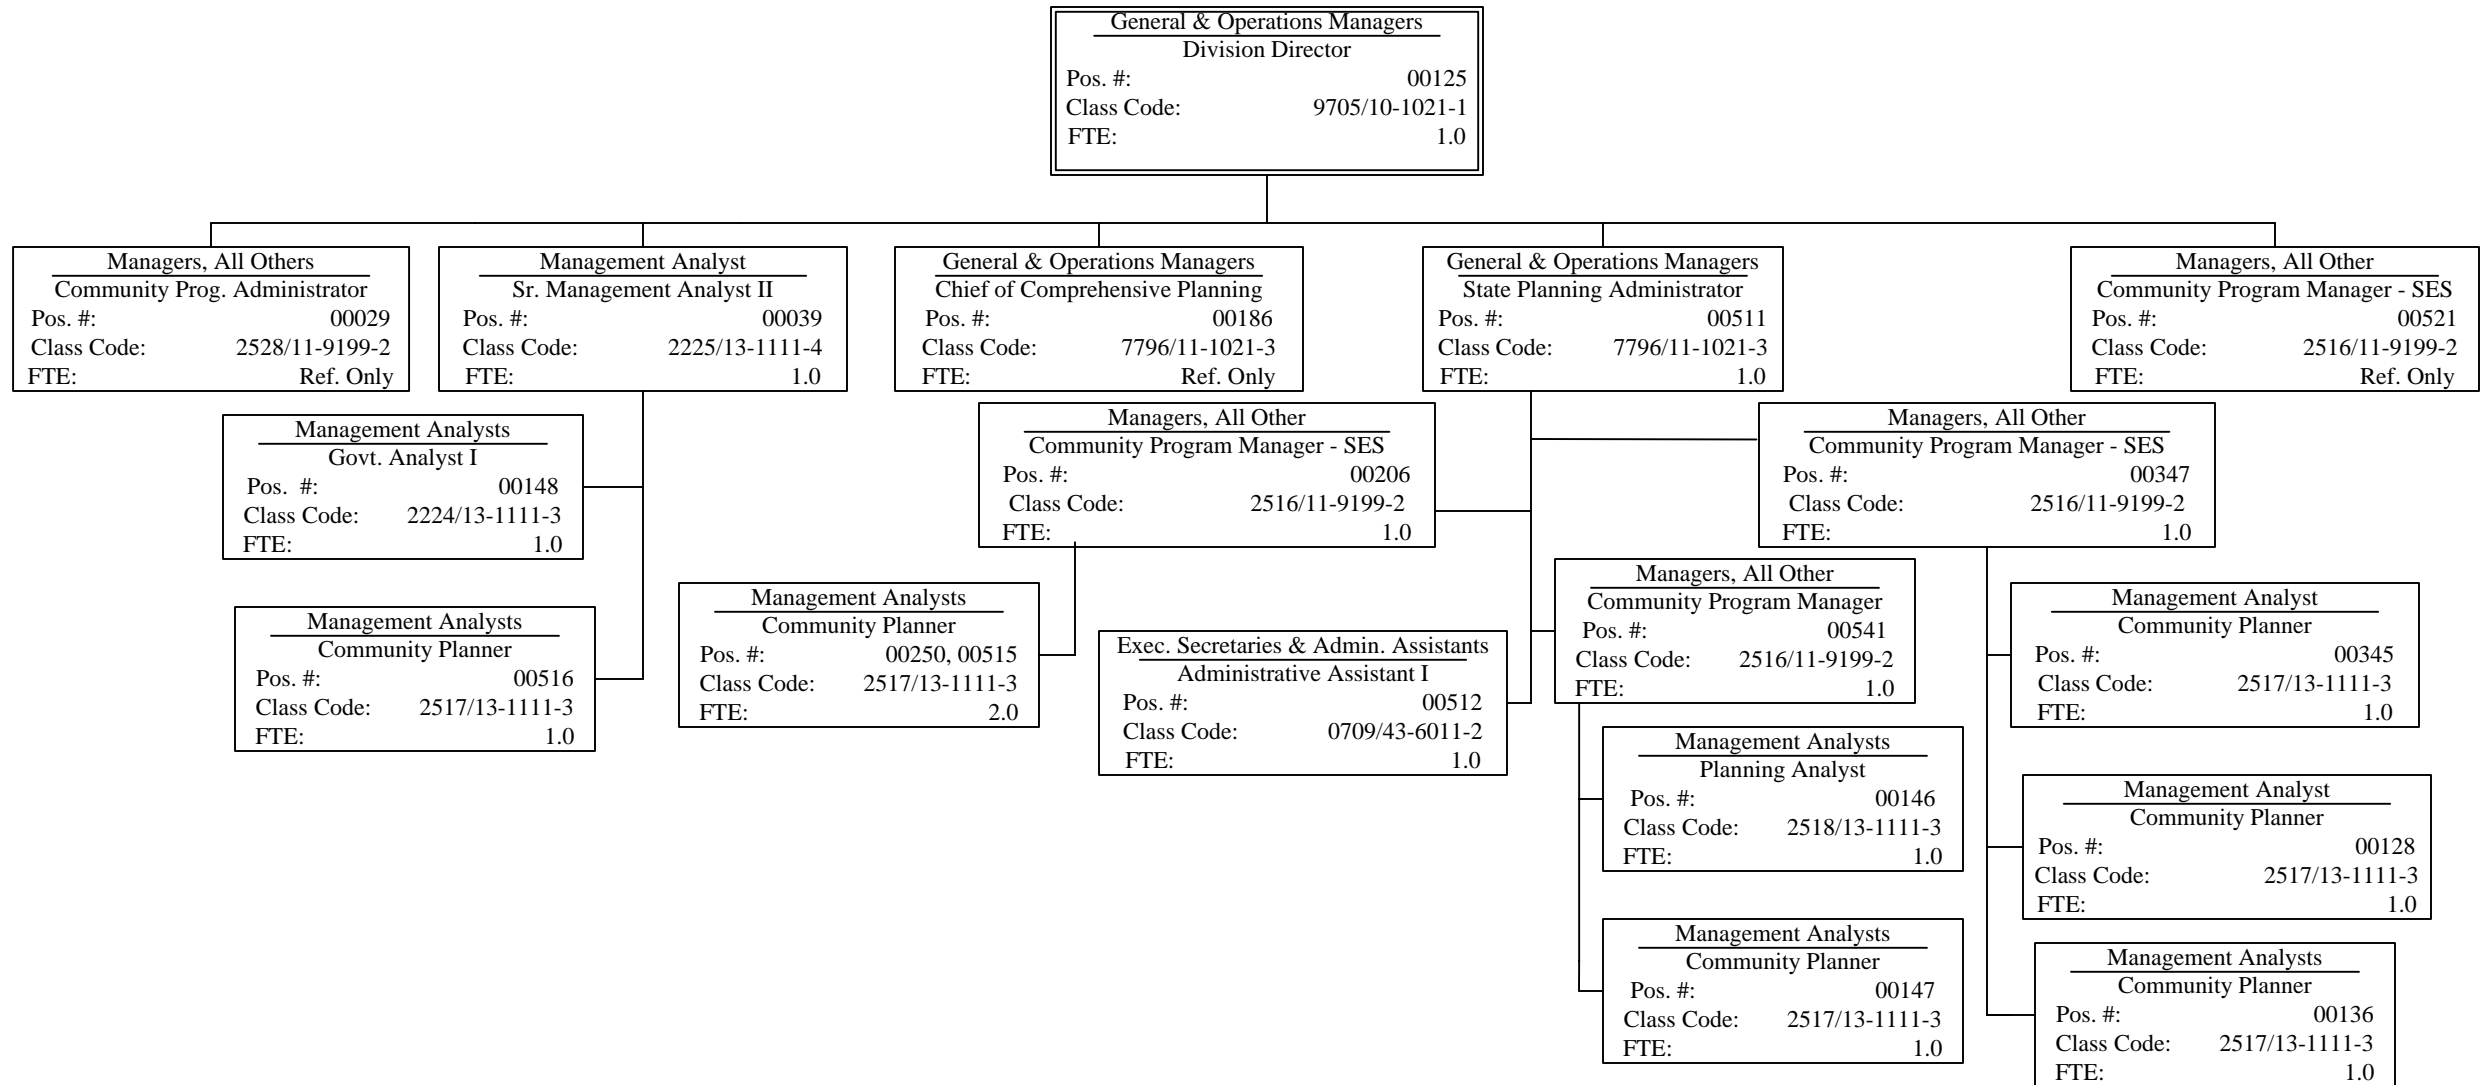 General & Operations Managers
Division Director
Pos. #: 00125
Class Code: 9705/10-1021-1
FTE: 1.0
Managers, All Others
Community Prog. Administrator
Pos. #: 00029
Class Code: 2528/11-9199-2
FTE: Ref. Only
Management Analyst
Sr. Management Analyst II
Pos. #: 00039
Class Code: 2225/13-1111-4
FTE: 1.0
General & Operations Managers
Chief of Comprehensive Planning
Pos. #: 00186
Class Code: 7796/11-1021-3
FTE: Ref. Only
General & Operations Managers
State Planning Administrator
Pos. #: 00511
Class Code: 7796/11-1021-3
FTE: 1.0
Managers, All Other
Community Program Manager - SES
Pos. #: 00521
Class Code: 2516/11-9199-2
FTE: Ref. Only
Management Analysts
Govt. Analyst I
Pos. #: 00148
Class Code: 2224/13-1111-3
FTE: 1.0
Managers, All Other
Community Program Manager - SES
Pos. #: 00206
Class Code: 2516/11-9199-2
FTE: 1.0
Managers, All Other
Community Program Manager - SES
Pos. #: 00347
Class Code: 2516/11-9199-2
FTE: 1.0
Management Analysts
Community Planner
Pos. #: 00516
Class Code: 2517/13-1111-3
FTE: 1.0
Management Analysts
Community Planner
Pos. #: 00250, 00515
Class Code: 2517/13-1111-3
FTE: 2.0
Exec. Secretaries & Admin. Assistants
Administrative Assistant I
Pos. #: 00512
Class Code: 0709/43-6011-2
FTE: 1.0
Managers, All Other
Community Program Manager
Pos. #: 00541
Class Code: 2516/11-9199-2
FTE: 1.0
Management Analyst
Community Planner
Pos. #: 00345
Class Code: 2517/13-1111-3
FTE: 1.0
Management Analysts
Planning Analyst
Pos. #: 00146
Class Code: 2518/13-1111-3
FTE: 1.0
Management Analyst
Community Planner
Pos. #: 00128
Class Code: 2517/13-1111-3
FTE: 1.0
Management Analysts
Community Planner
Pos. #: 00147
Class Code: 2517/13-1111-3
FTE: 1.0
Management Analysts
Community Planner
Pos. #: 00136
Class Code: 2517/13-1111-3
FTE: 1.0